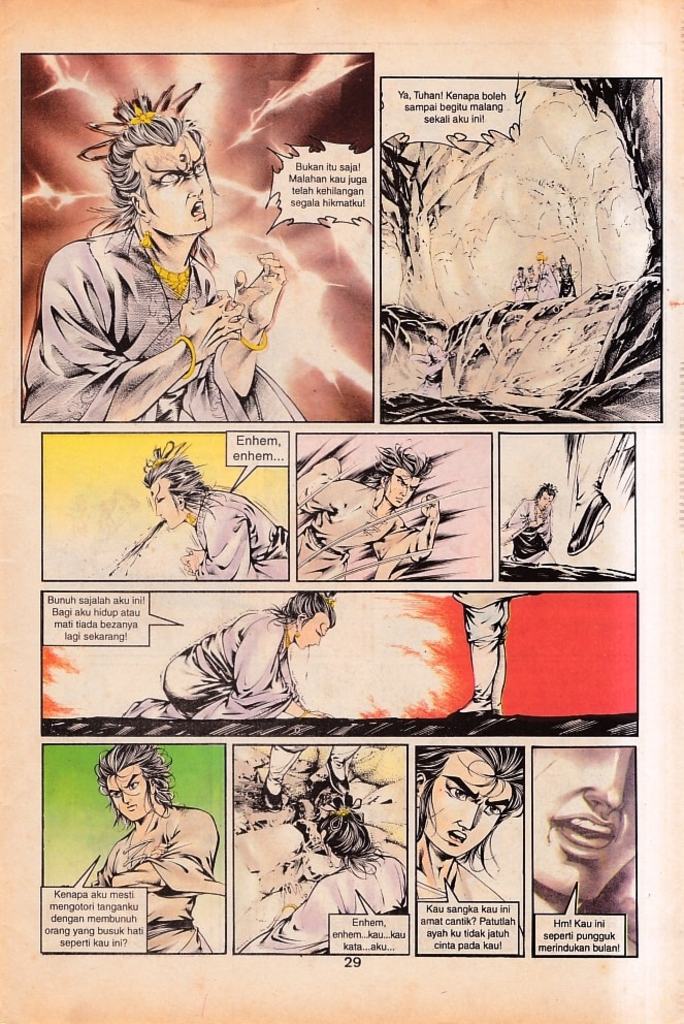 Bukan itu saja!
Malahan kau juga
telah kehilangan
segala hikmatku!
Ya, Tuhan! Kenapa boleh
sampai begitu malang
sekali aku ini!
Enhem,
enhem...
Bunuh sajalah aku ini!
Bagi aku hidup atau
mati tiada bezanya
lagi sekarang!
Kenapa aku mesti
mengotori tanganku
dengan membunuh
orang yang busuk hati
seperti kau ini?
Enhem,
enhem...kau...kau
kata...aku...
Kau sangka kau ini
amat cantik? Patutlah
ayah ku tidak jatuh
cinta pada kau!
Hm! Kau ini
seperti pungguk
merindukan bulan!
29